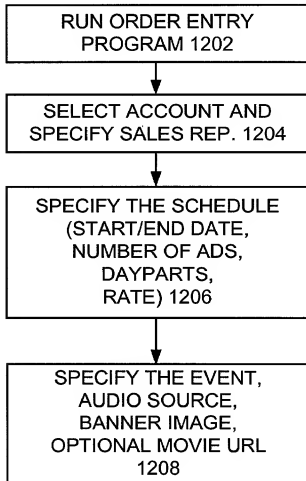 RUN ORDER ENTRY
PROGRAM 1202
SELECT ACCOUNT AND
SPECIFY SALES REP. 1204
SPECIFY THE SCHEDULE
(START/END DATE,
NUMBER OF ADS,
DAYPARTS,
RATE) 1206
SPECIFY THE EVENT,
AUDIO SOURCE,
BANNER IMAGE,
OPTIONAL MOVIE URL
1208